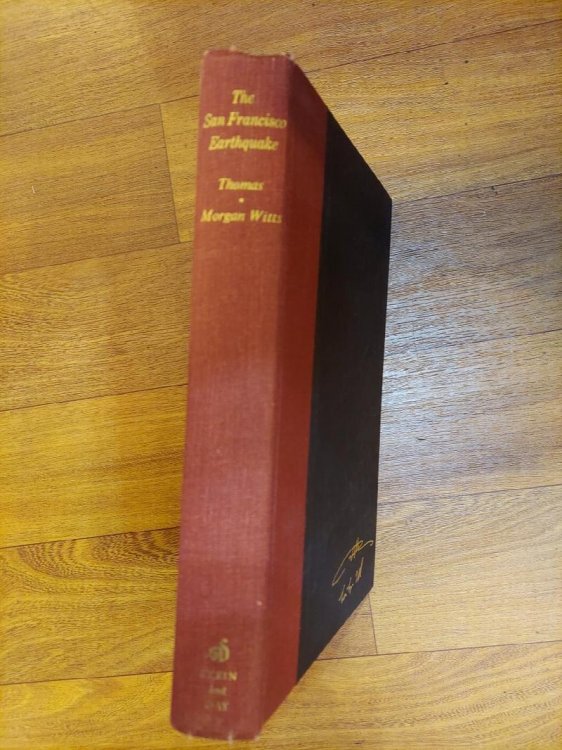 The
San Francisco
Earthquake
Thomas
•
Morgan Witts
STEIN
and
DAY